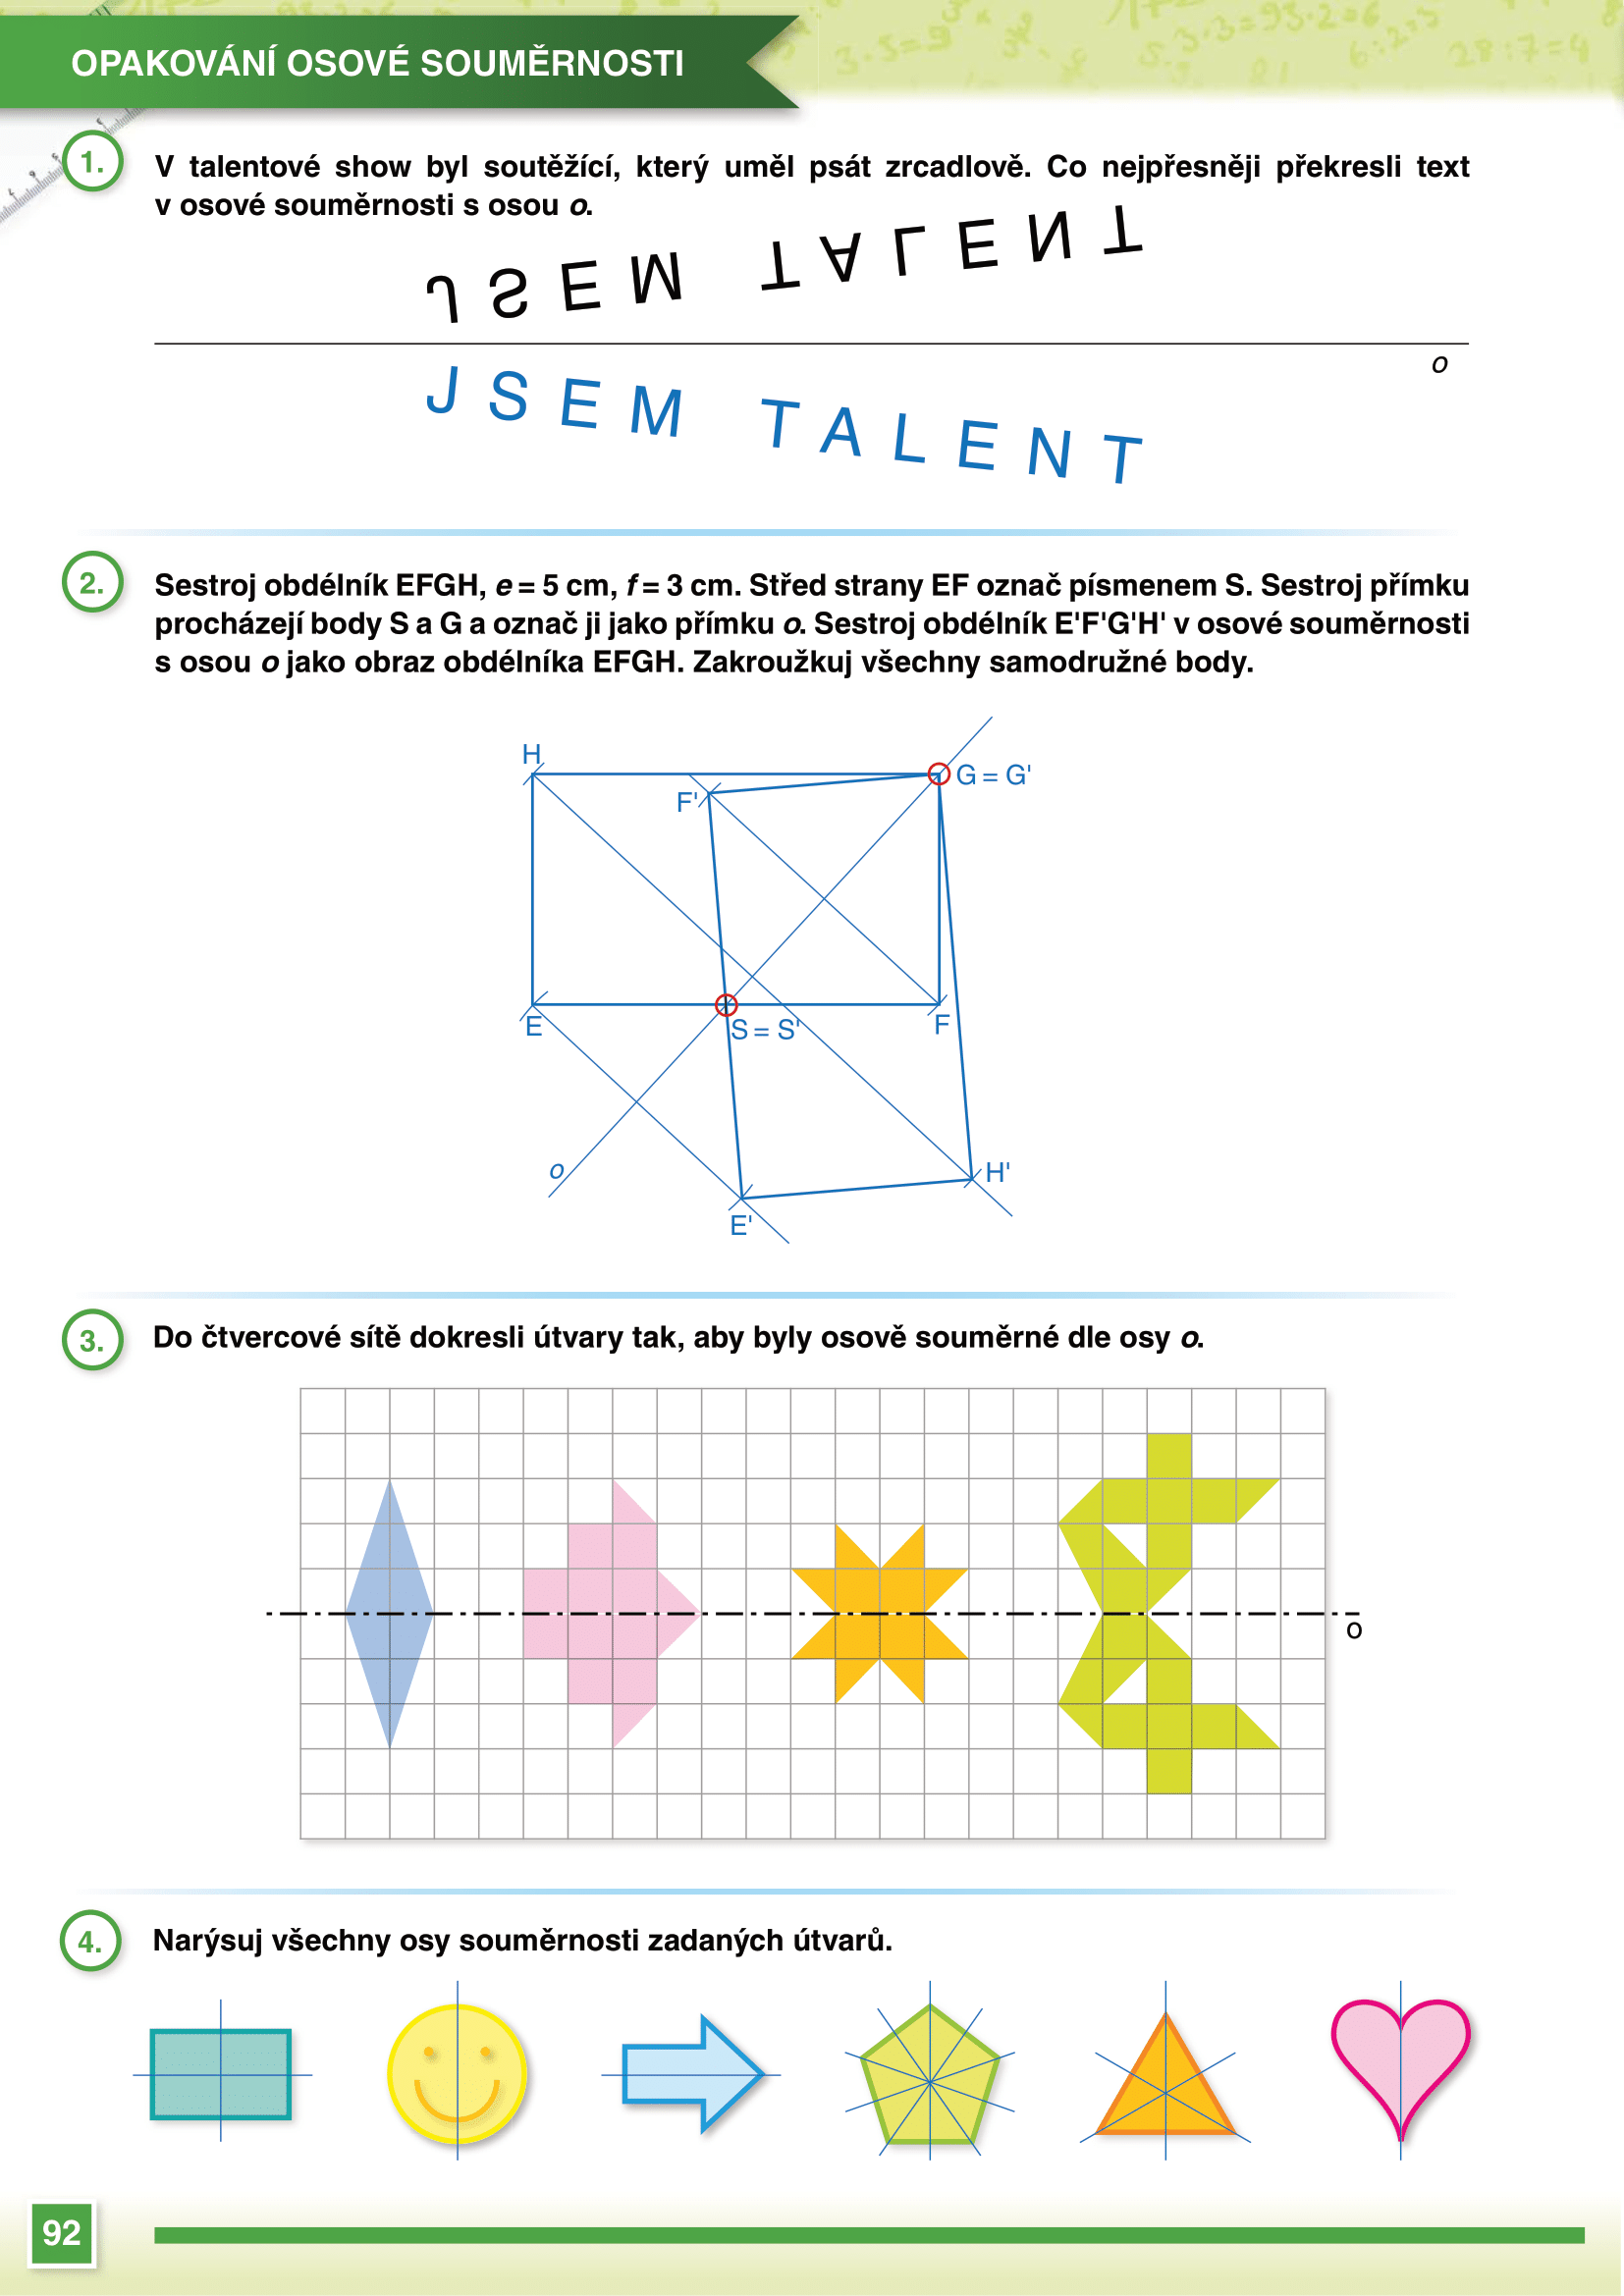 OPAKOVÁNÍ OSOVÉ SOUMĚRNOSTI
1.
V talentové show byl soutěžící, který uměl psát zrcadlově. Co nejpřesněji překresli text
v osové souměrnosti s osou o.
JSEM TALENT
o
JSEM TALENT
2.
Sestroj obdélník EFGH, e = 5 cm, f = 3 cm. Střed strany EF označ písmenem S. Sestroj přímku
procházejí body S a G a označ ji jako přímku o. Sestroj obdélník E'F'G'H' v osové souměrnosti
s osou o jako obraz obdélníka EFGH. Zakroužkuj všechny samodružné body.
H
G = G'
F'
E
S = S'
F
o
H'
E'
3.
Do čtvercové sítě dokresli útvary tak, aby byly osově souměrné dle osy o.
o
4.
Narýsuj všechny osy souměrnosti zadaných útvarů.
92